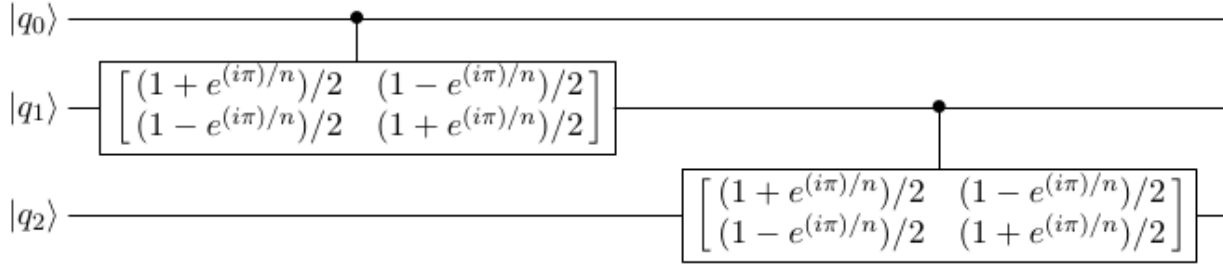 |q₀⟩
|q₁⟩ [(1 + e^{(iπ)/n})/2 (1 − e^{(iπ)/n})/2
(1 − e^{(iπ)/n})/2 (1 + e^{(iπ)/n})/2]
|q₂⟩ [(1 + e^{(iπ)/n})/2 (1 − e^{(iπ)/n})/2
(1 − e^{(iπ)/n})/2 (1 + e^{(iπ)/n})/2]